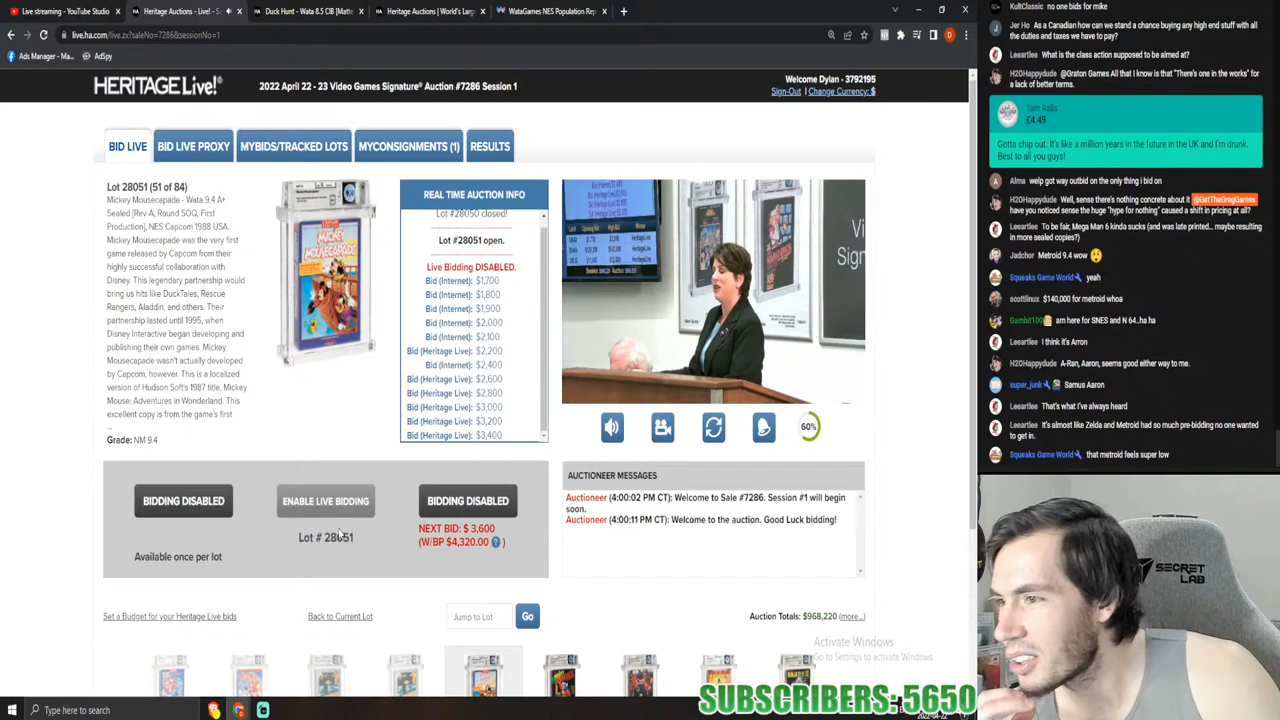 Live streaming - YouTube Studio
Heritage Auctions - Live! - S
Duck Hunt - Wata 8.5 CIB [Matt
Heritage Auctions | World's Larg
WataGames NES Population Rep
live.ha.com/live.zx?saleNo=7286&sessionNo=1
Ads Manager - Ma...
AdSpy
HERITAGE Live!
2022 April 22 - 23 Video Games Signature® Auction #7286 Session 1
Welcome Dylan - 3792195
Sign-Out | Change Currency: $
BID LIVE
BID LIVE PROXY
MYBIDS/TRACKED LOTS
MYCONSIGNMENTS (1)
RESULTS
Lot 28051 (51 of 84)
Mickey Mousecapade - Wata 9.4 A+
Sealed [Rev-A, Round SOQ, First
Production], NES Capcom 1988 USA.
Mickey Mousecapade was the very first
game released by Capcom from their
highly successful collaboration with
Disney. This legendary partnership would
bring us hits like DuckTales, Rescue
Rangers, Aladdin, and others. Their
partnership lasted until 1995, when
Disney Interactive began developing and
publishing their own games. Mickey
Mousecapade wasn't actually developed
by Capcom, however. This is a localized
version of Hudson Soft's 1987 title, Mickey
Mouse: Adventures in Wonderland. This
excellent copy is from the game's first
...
Grade: NM 9.4
REAL TIME AUCTION INFO
Lot #28050 closed!
Lot #28051 open.
Live Bidding DISABLED.
Bid (Internet): $1,700
Bid (Internet): $1,800
Bid (Internet): $1,900
Bid (Internet): $2,000
Bid (Internet): $2,100
Bid (Heritage Live): $2,200
Bid (Internet): $2,400
Bid (Heritage Live): $2,600
Bid (Heritage Live): $2,800
Bid (Heritage Live): $3,000
Bid (Heritage Live): $3,200
Bid (Heritage Live): $3,400
Vi
Sign
60%
BIDDING DISABLED
Available once per lot
ENABLE LIVE BIDDING
Lot # 28051
BIDDING DISABLED
NEXT BID: $ 3,600
(W/BP $4,320.00 ? )
AUCTIONEER MESSAGES
Auctioneer (4:00:02 PM CT): Welcome to Sale #7286. Session #1 will begin
soon.
Auctioneer (4:00:11 PM CT): Welcome to the auction. Good Luck bidding!
Set a Budget for your Heritage Live bids
Back to Current Lot
Jump to Lot
Go
Auction Totals: $968,220 (more...)
Activate Windows
Go to Settings to activate Windows.
Type here to search
SUBSCRIBERS: 5650
2022-04-22
KultClassic no one bids for mike
Jer Ho As a Canadian how can we stand a chance buying any high end stuff with all
the duties and taxes we have to pay?
Leeartlee What is the class action supposed to be aimed at?
H2OHappydude @Graton Games All that I know is that "There's one in the works" for
a lack of better terms.
Tom Ralls
£4.49
Gotta chip out. It's like a million years in the future in the UK and I'm drunk.
Best to all you guys!
Alma welp got way outbid on the only thing i bid on
H2OHappydude Well, sense there's nothing concrete about it @GetTheGregGames
have you noticed sense the huge "hype for nothing" caused a shift in pricing at all?
Leeartlee To be fair, Mega Man 6 kinda sucks (and was late printed... maybe resulting
in more sealed copies?)
Jadchor Metroid 9.4 wow
Squeaks Game World yeah
scottlinux $140,000 for metroid whoa
Gambit100 am here for SNES and N 64..ha ha
Leeartlee I think it's Arron
H2OHappydude A-Ran, Aaron, seems good either way to me.
super_junk Samus Aaron
Leeartlee That's what I've always heard
Leeartlee It's almost like Zelda and Metroid had so much pre-bidding no one wanted
to get in.
Squeaks Game World that metroid feels super low
SECRET
LAB